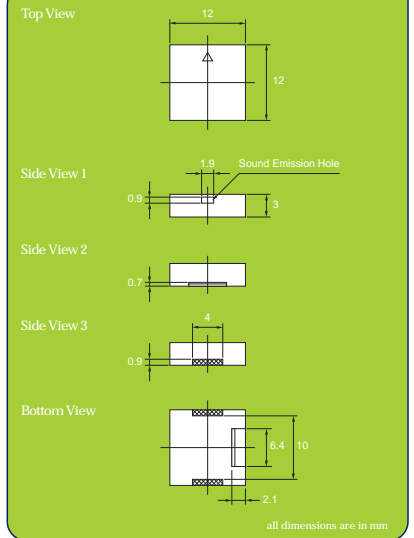 Top View
12
12
Side View 1
1.9
Sound Emission Hole
0.9
3
Side View 2
0.7
Side View 3
4
0.9
Bottom View
6.4
10
2.1
all dimensions are in mm